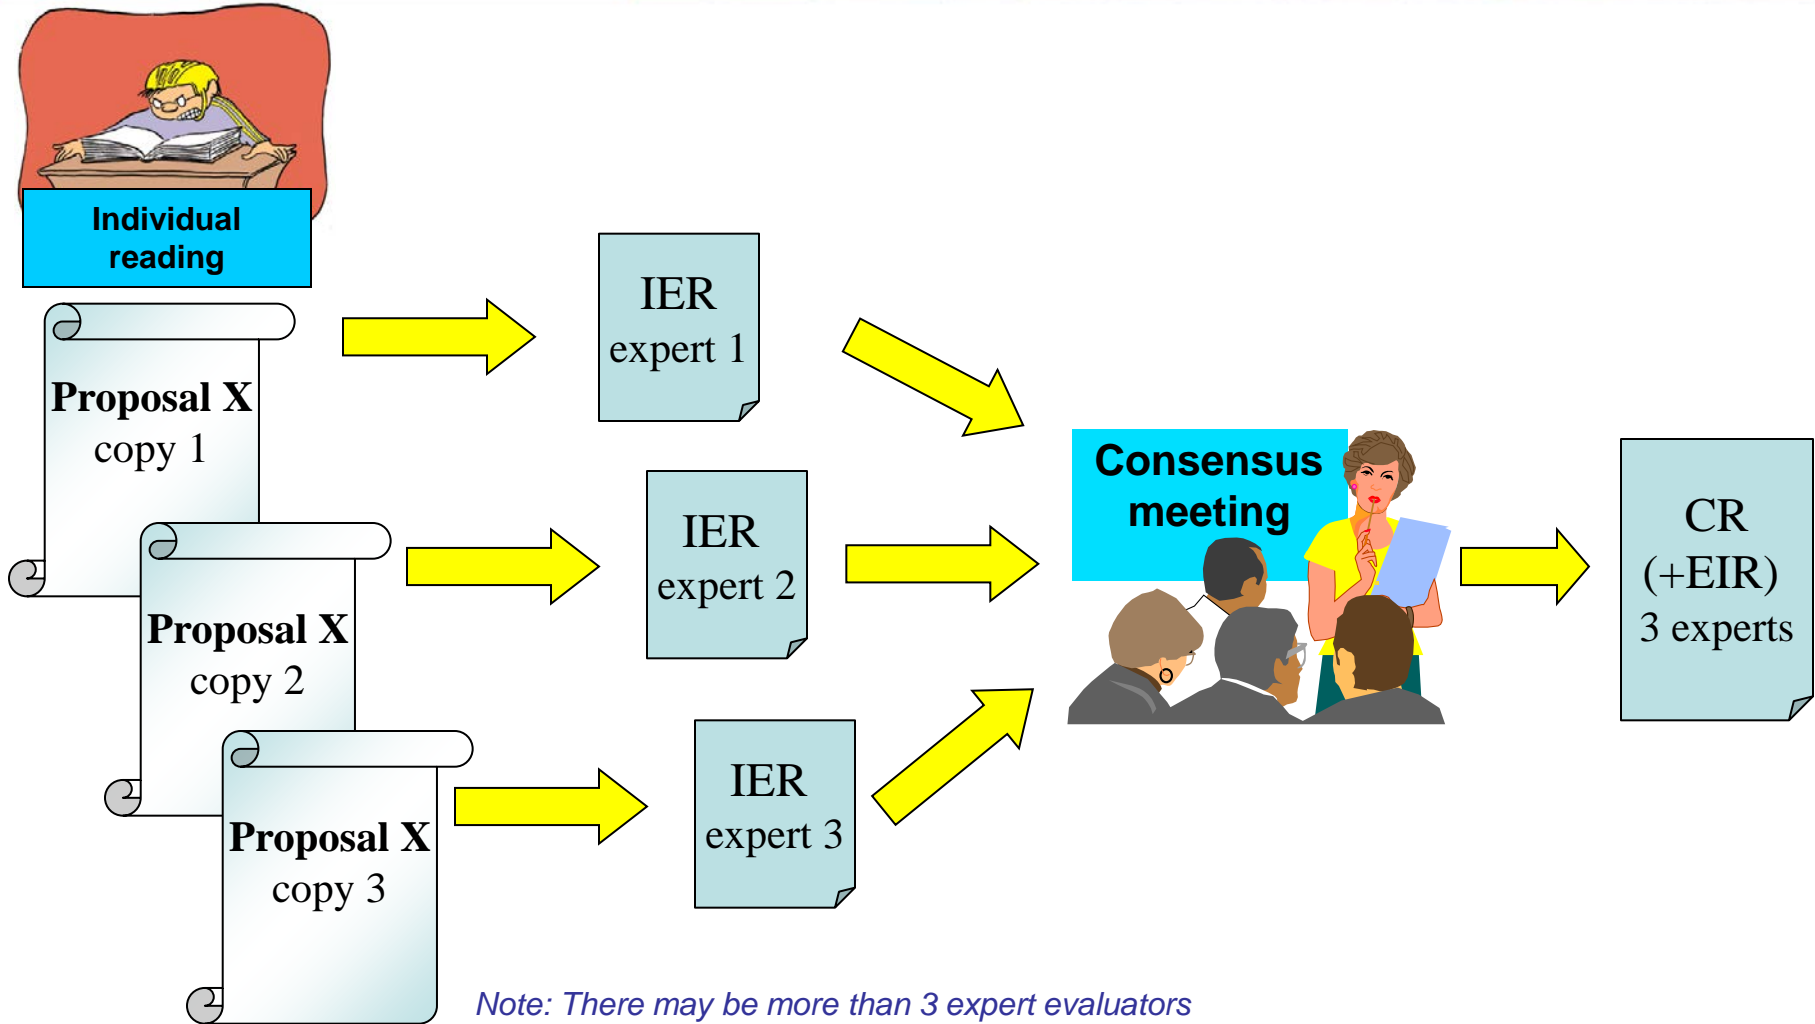 Individual
reading
Proposal X
copy 1
Proposal X
copy 2
Proposal X
copy 3
IER
expert 1
IER
expert 2
IER
expert 3
Consensus
meeting
CR
(+EIR)
3 experts
Note: There may be more than 3 expert evaluators